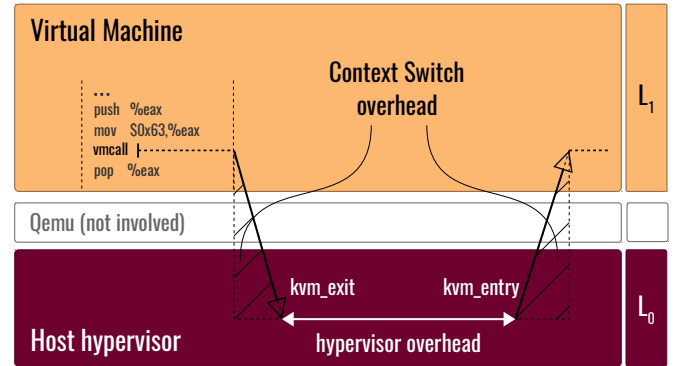 Virtual Machine
Context Switch
overhead
L1
...
push %eax
mov $0x63,%eax
vmcall
pop %eax
Qemu (not involved)
kvm_exit
kvm_entry
hypervisor overhead
Host hypervisor
L0